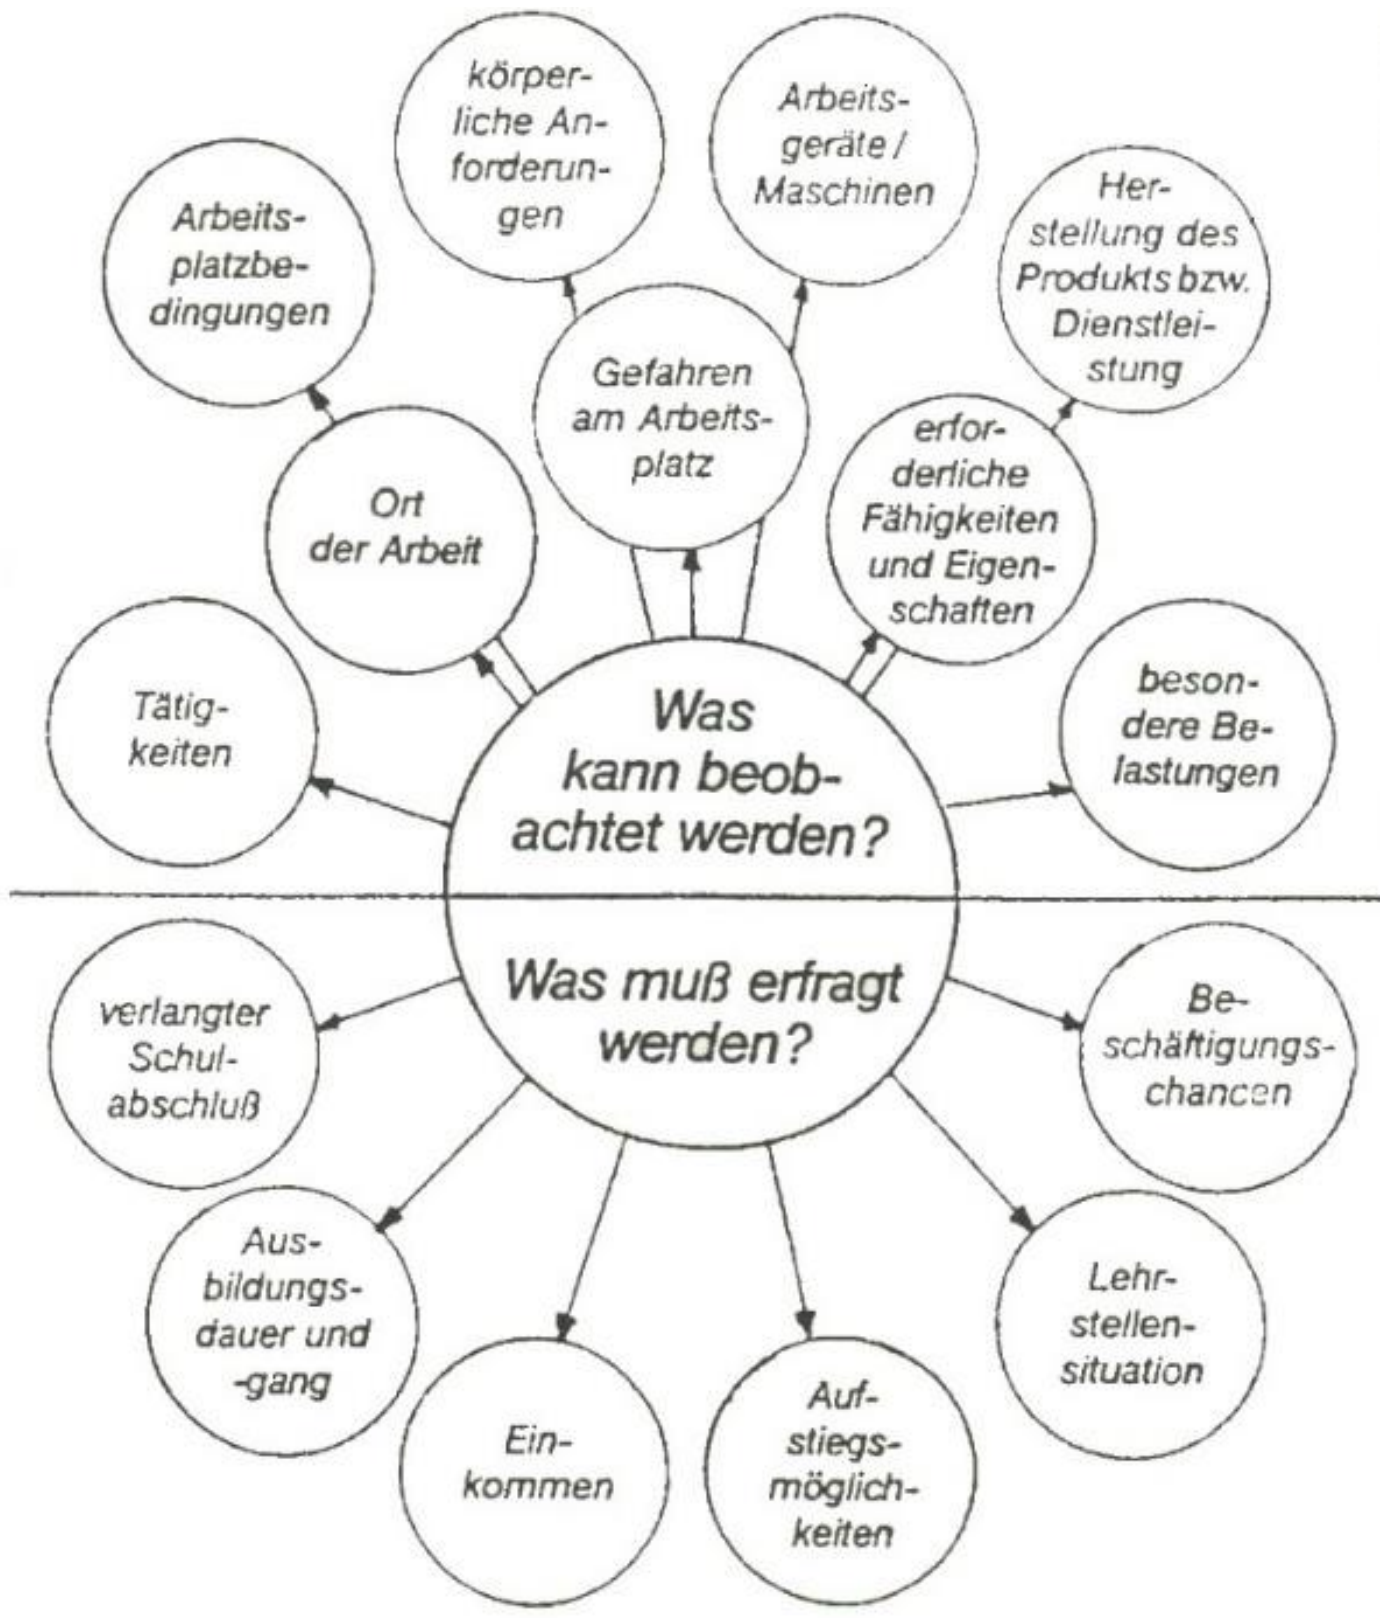 körper-
liche An-
forderun-
gen
Arbeits-
geräte /
Maschinen
Arbeits-
platzbe-
dingungen
Her-
stellung des
Produkts bzw.
Dienstlei-
stung
Gefahren
am Arbeits-
platz
Ort
der Arbeit
erfor-
derliche
Fähigkeiten
und Eigen-
schaften
Tätig-
keiten
beson-
dere Be-
lastungen
Was
kann beob-
achtet werden?
Was muß erfragt
werden?
verlangter
Schul-
abschluß
Be-
schäftigungs-
chancen
Aus-
bildungs-
dauer und
-gang
Lehr-
stellen-
situation
Ein-
kommen
Auf-
stiegs-
möglich-
keiten